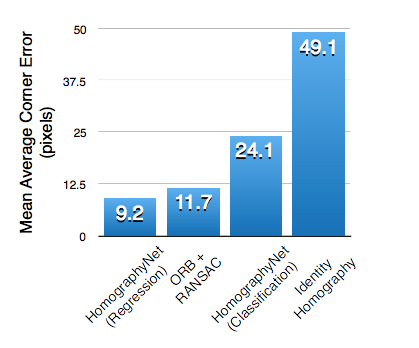 Mean Average Corner Error
(pixels)
50
37.5
25
12.5
0
9.2
11.7
24.1
49.1
HomographyNet
(Regression)
ORB +
RANSAC
HomographyNet
(Classification)
Identity
Homography